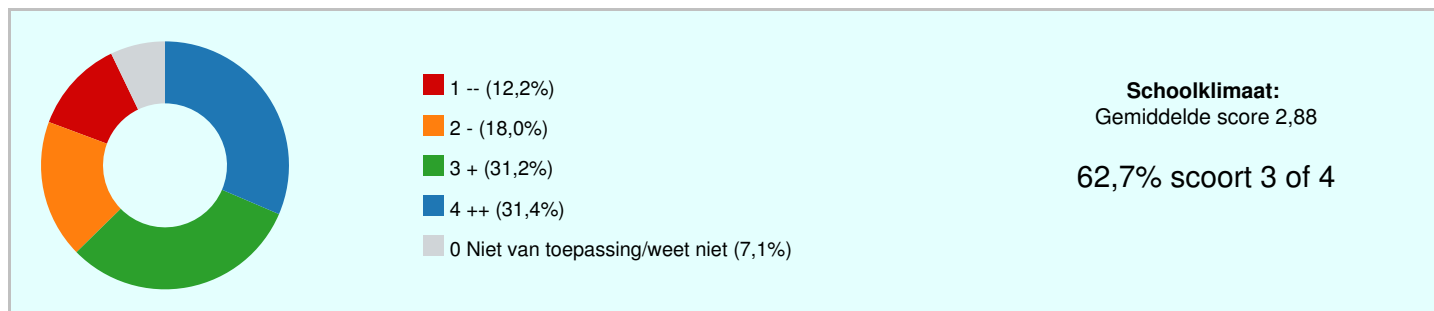 1 -- (12,2%)
2 - (18,0%)
3 + (31,2%)
4 ++ (31,4%)
0 Niet van toepassing/weet niet (7,1%)
Schoolklimaat:
Gemiddelde score 2,88
62,7% scoort 3 of 4